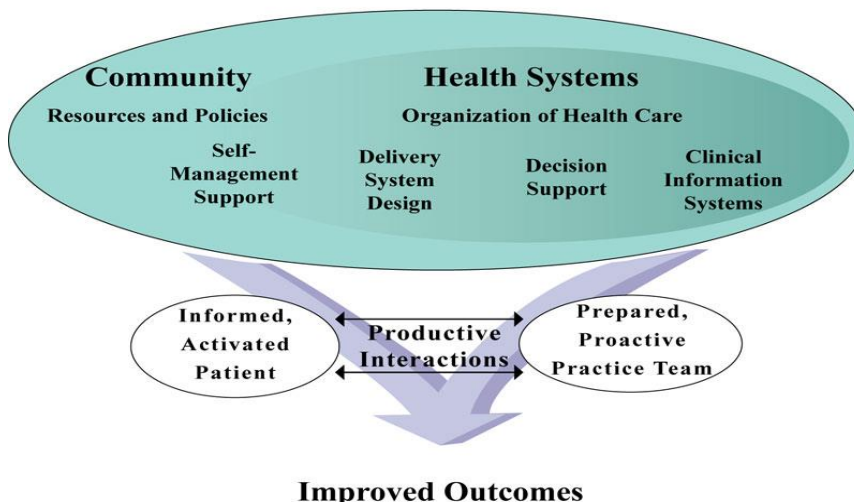 Community
Health Systems
Resources and Policies
Organization of Health Care
Self-
Management
Support
Delivery
System
Design
Decision
Support
Clinical
Information
Systems
Informed,
Activated
Patient
Productive
Interactions
Prepared,
Proactive
Practice Team
Improved Outcomes